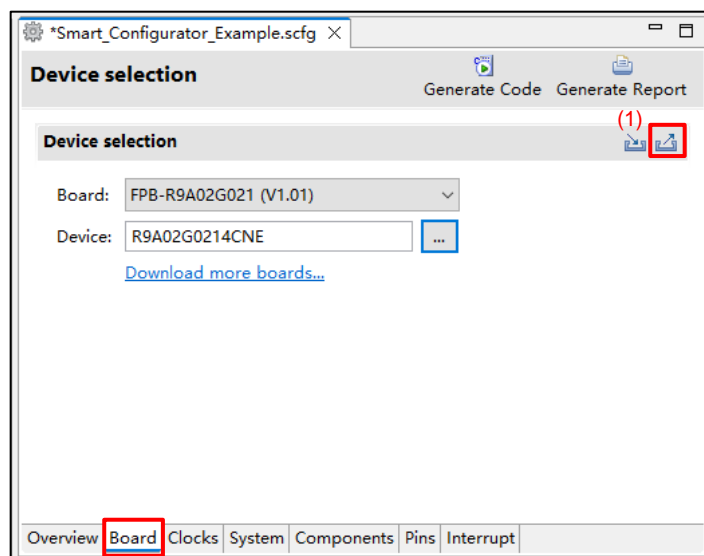 *Smart_Configurator_Example.scfg
Device selection
Generate Code Generate Report
(1)
Device selection
Board: FPB-R9A02G021 (V1.01)
Device: R9A02G0214CNE ...
Download more boards...
Overview Board Clocks System Components Pins Interrupt